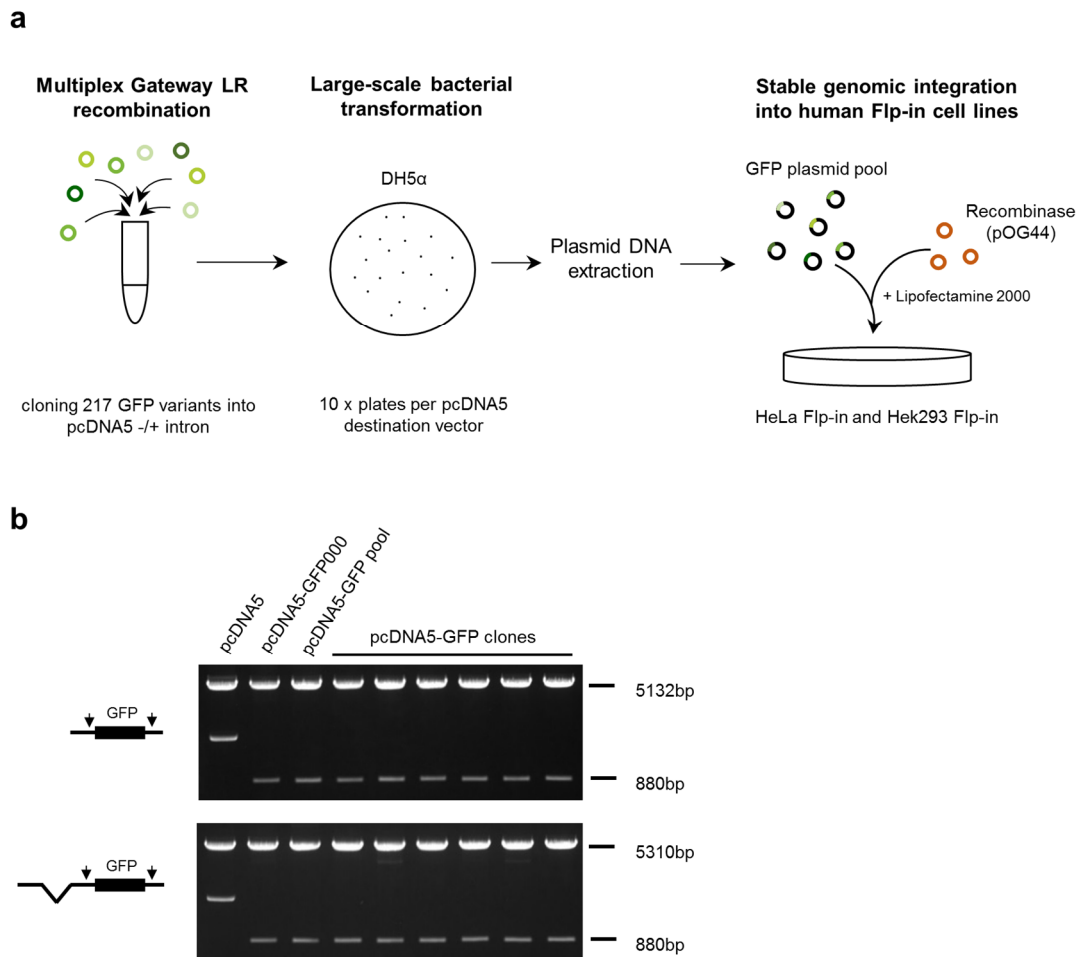 a
Multiplex Gateway LR
recombination
Large-scale bacterial
transformation
Stable genomic integration
into human Flp-in cell lines
DH5α
Plasmid DNA
extraction
GFP plasmid pool
Recombinase
(pOG44)
+ Lipofectamine 2000
cloning 217 GFP variants into
pcDNA5 -/+ intron
10 x plates per pcDNA5
destination vector
HeLa Flp-in and Hek293 Flp-in
b
pcDNA5
pcDNA5-GFP000
pcDNA5-GFP pool
pcDNA5-GFP clones
GFP
5132bp
880bp
GFP
5310bp
880bp